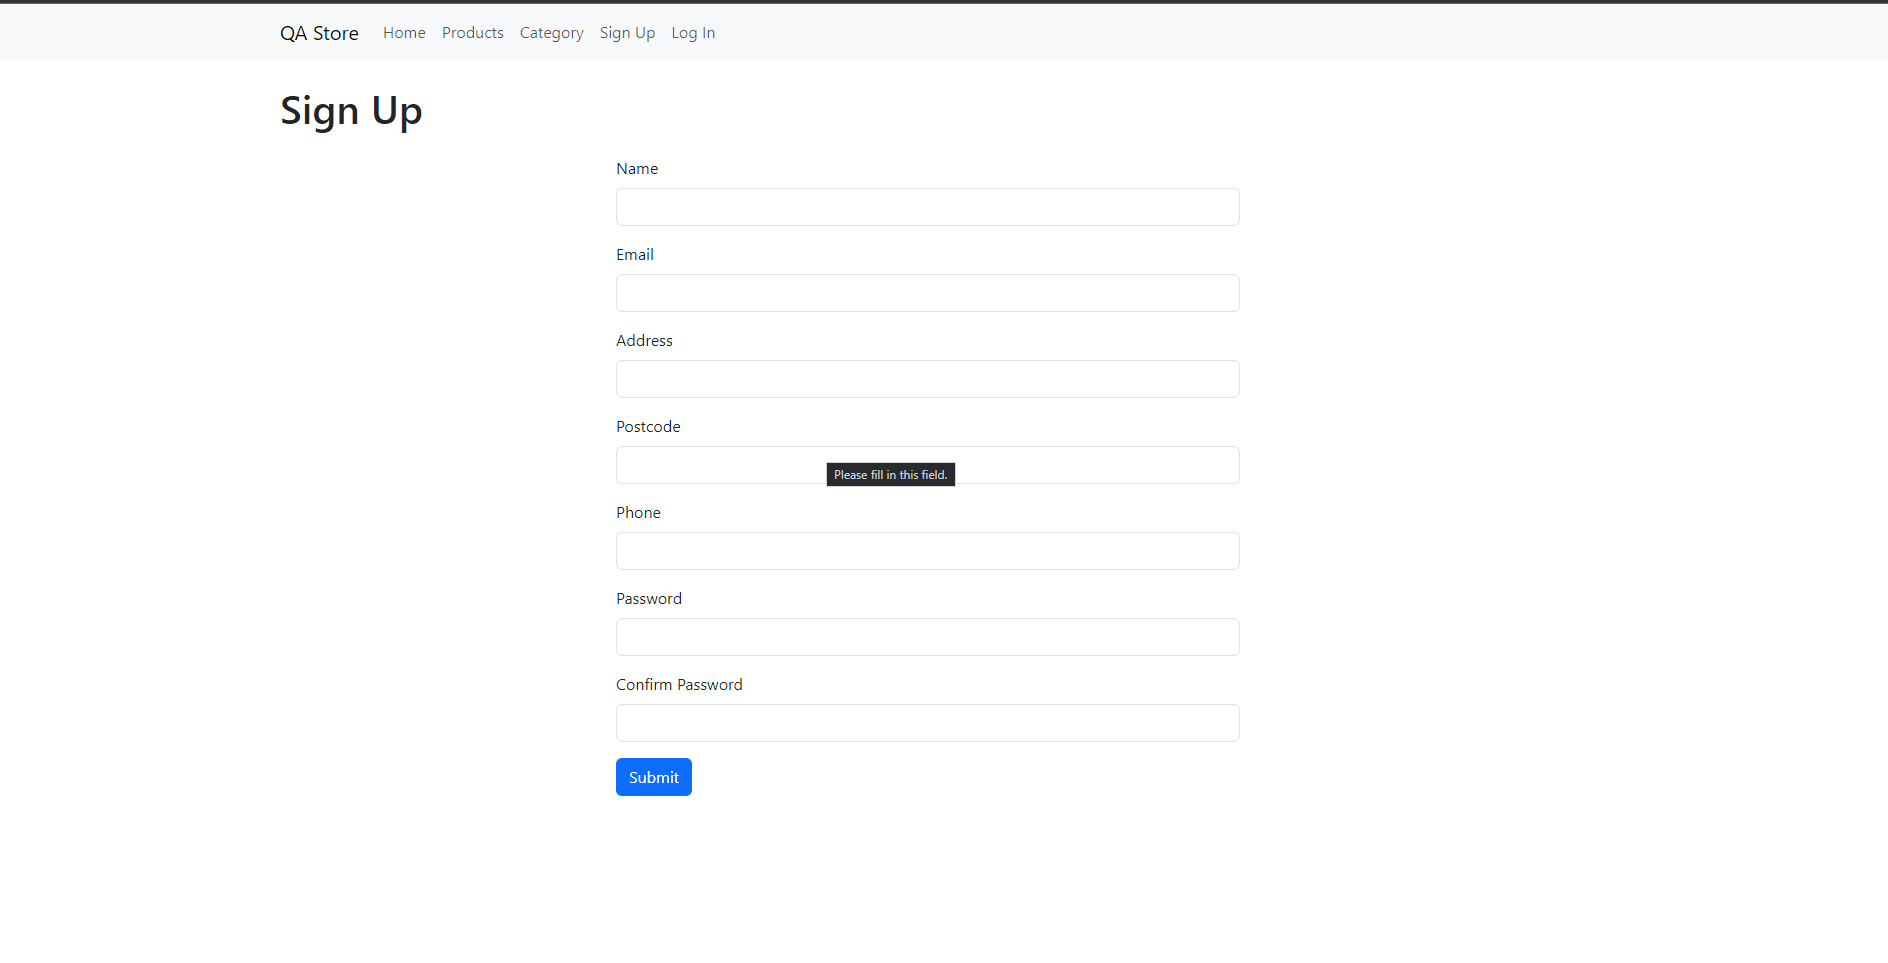 QA Store Home Products Category Sign Up Log In
Sign Up
Name
Email
Address
Postcode
Please fill in this field.
Phone
Password
Confirm Password
Submit